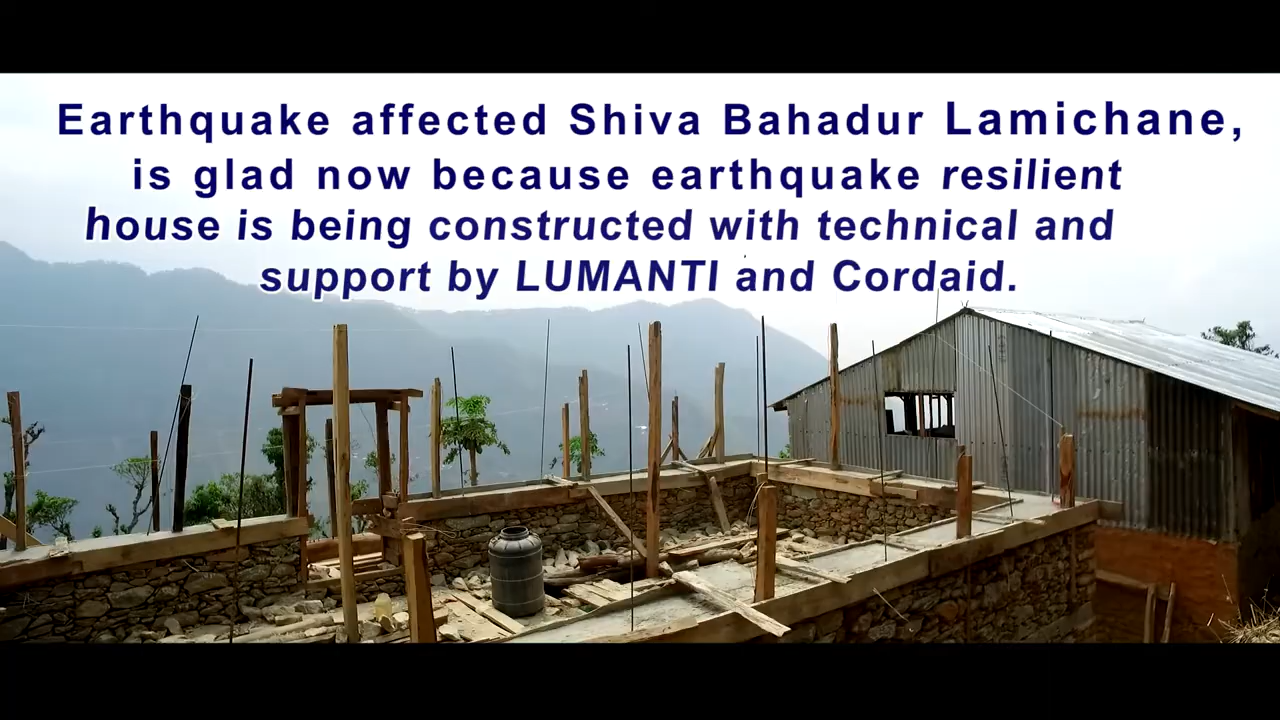 Earthquake affected Shiva Bahadur Lamichane,
is glad now because earthquake resilient
house is being constructed with technical and
support by LUMANTI and Cordaid.